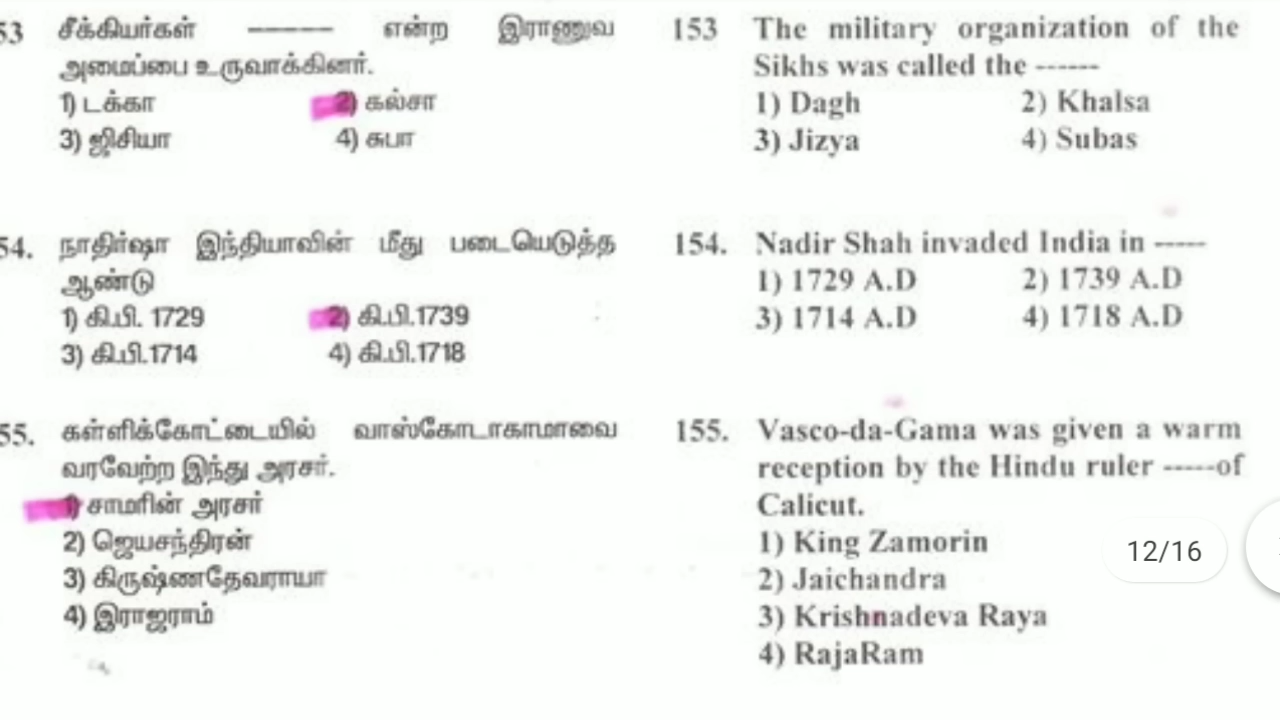 53 சீக்கியர்கள் ------ என்ற இராணுவ
அமைப்பை உருவாக்கினர்.
1) டக்கா 2) கல்சா
3) ஜிசியா 4) சுபா
54. நாதிர்ஷா இந்தியாவின் மீது படையெடுத்த
ஆண்டு
1) கி.பி. 1729 2) கி.பி.1739
3) கி.பி.1714 4) கி.பி.1718
55. கள்ளிக்கோட்டையில் வாஸ்கோடாகாமாவை
வரவேற்ற இந்து அரசர்.
1) சாமரின் அரசர்
2) ஜெயசந்திரன்
3) கிருஷ்ணதேவராயா
4) இராஜராம்
153 The military organization of the
Sikhs was called the ------
1) Dagh 2) Khalsa
3) Jizya 4) Subas
154. Nadir Shah invaded India in -----
1) 1729 A.D 2) 1739 A.D
3) 1714 A.D 4) 1718 A.D
155. Vasco-da-Gama was given a warm
reception by the Hindu ruler -----of
Calicut.
1) King Zamorin
2) Jaichandra
3) Krishnadeva Raya
4) RajaRam
12/16